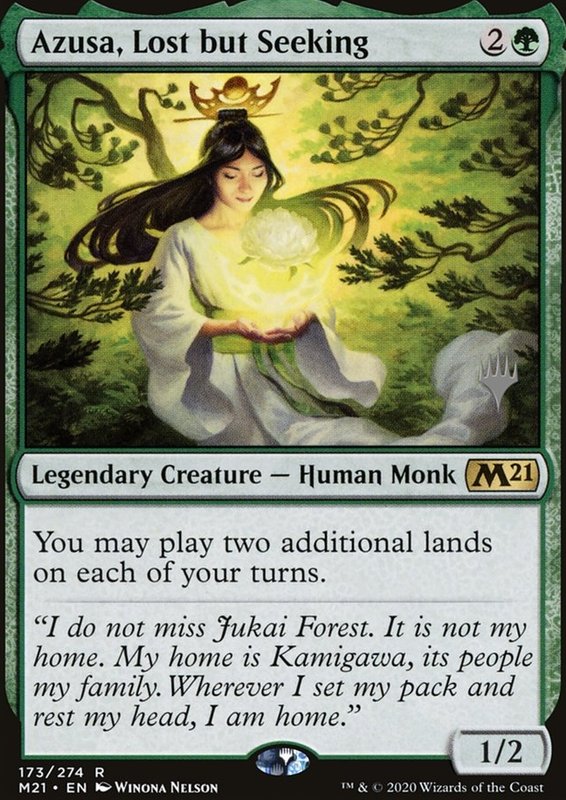 Azusa, Lost but Seeking
2
Legendary Creature — Human Monk
M21
You may play two additional lands
on each of your turns.
“I do not miss Jukai Forest. It is not my
home. My home is Kamigawa, its people
my family. Wherever I set my pack and
rest my head, I am home.”
1/2
173/274 R
M21 • EN Winona Nelson
™ & © 2020 Wizards of the Coast